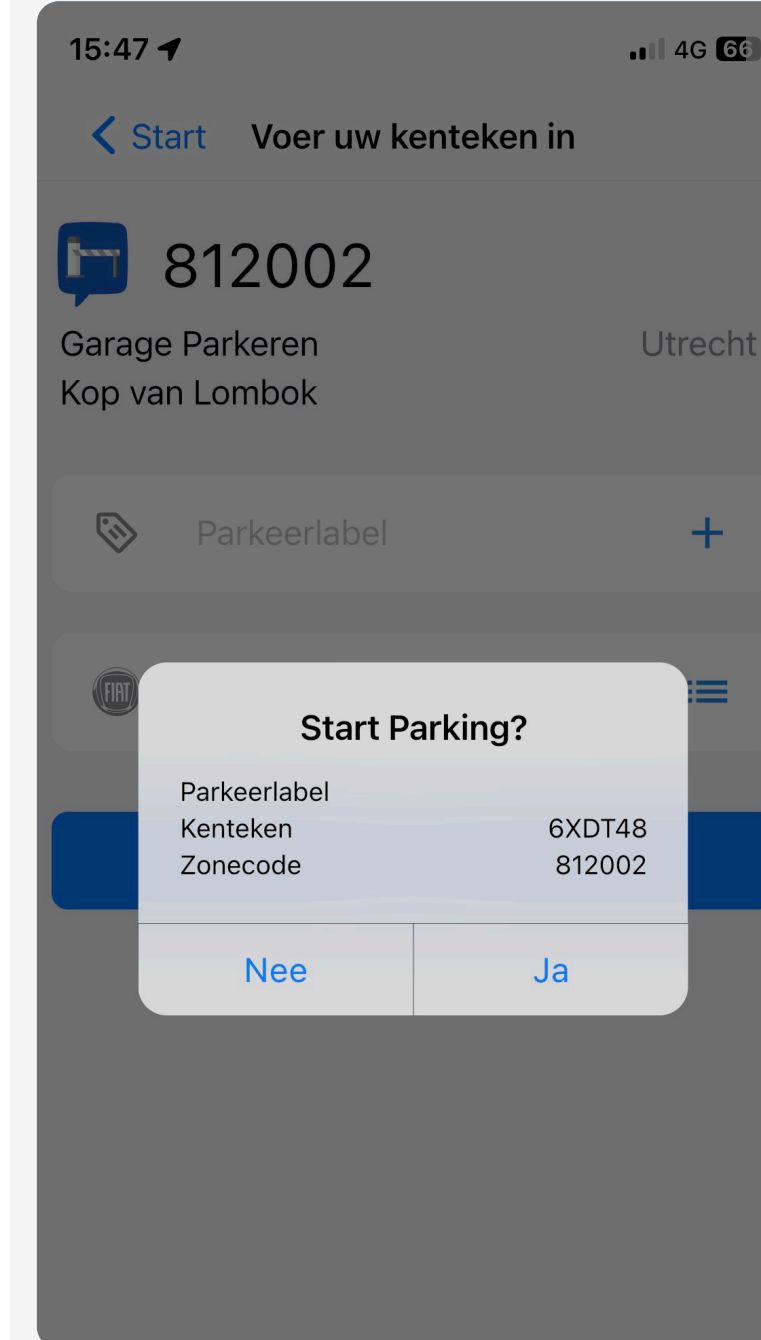 15:47 4G 66
Start Voer uw kenteken in
812002
Garage Parkeren Utrecht
Kop van Lombok
Parkeerlabel
FIAT
Start Parking?
Parkeerlabel
Kenteken 6XDT48
Zonecode 812002
Nee Ja